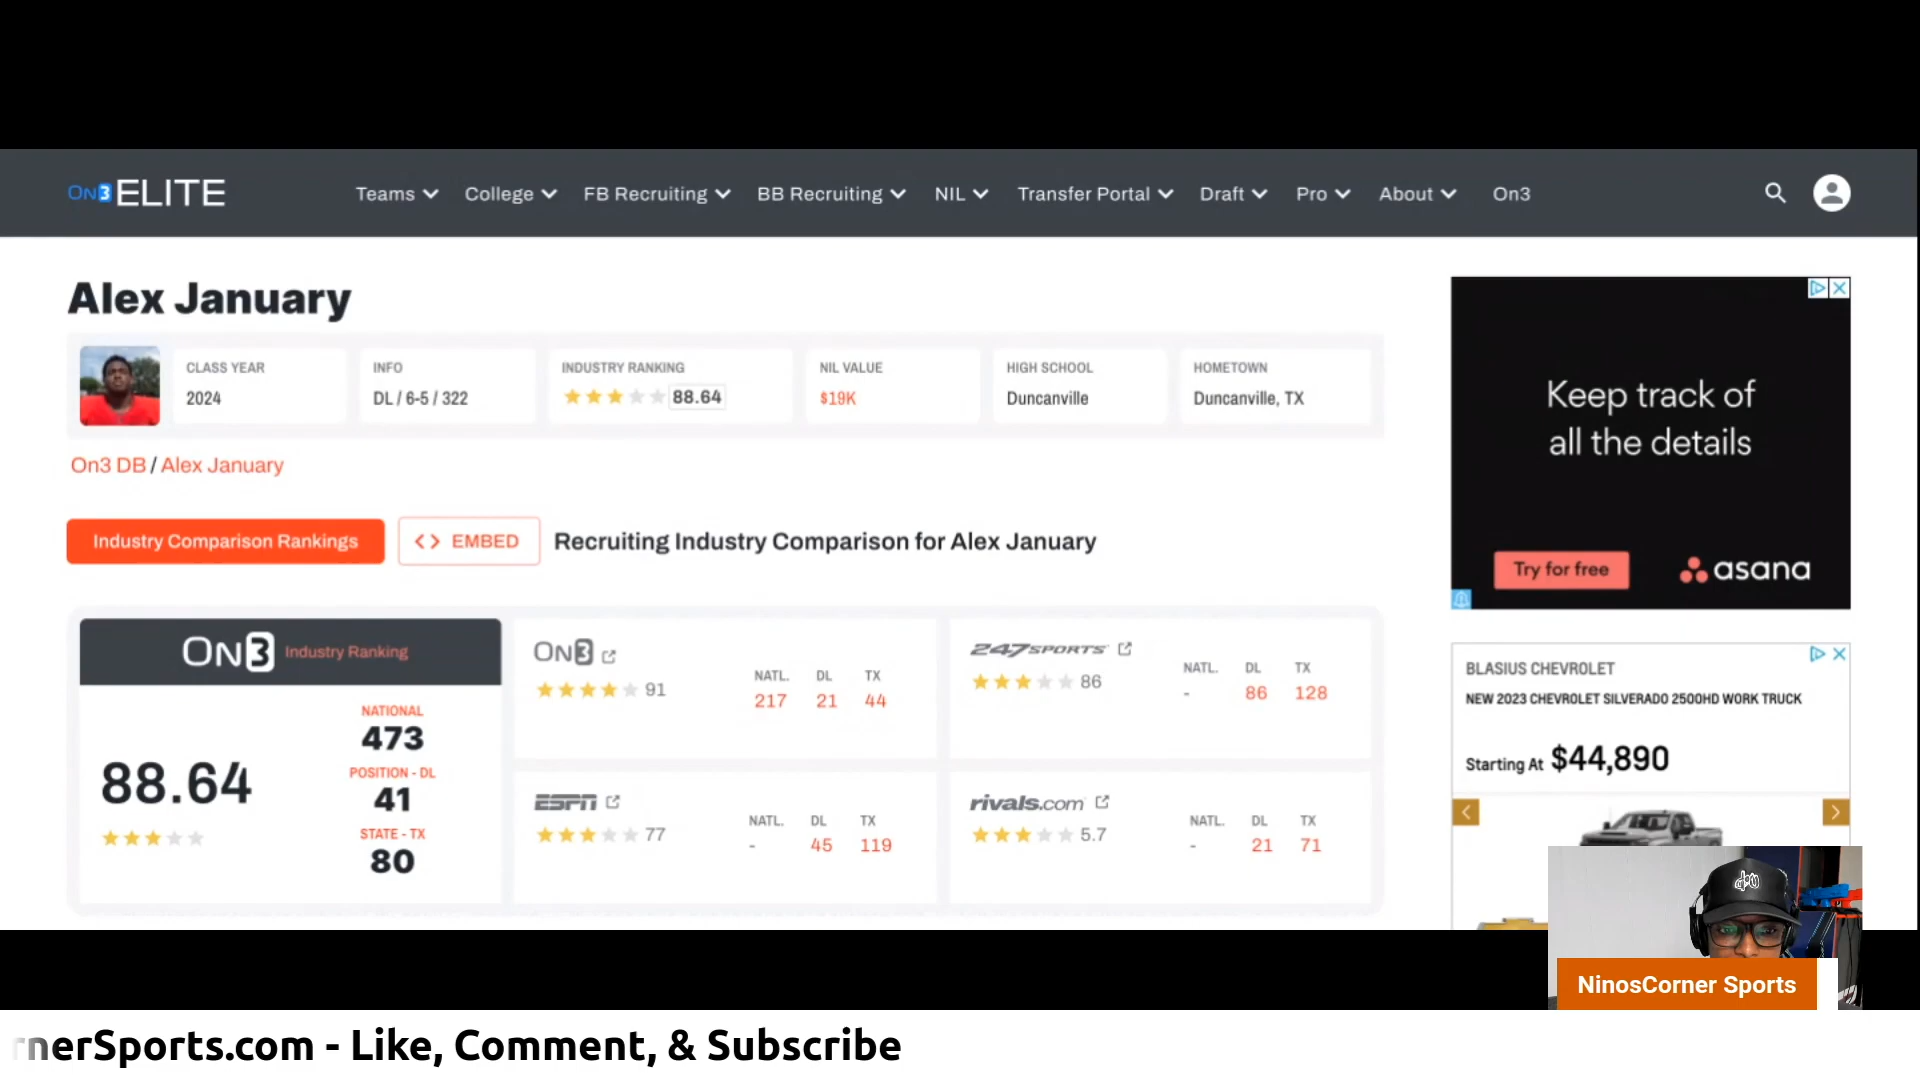 ON3 ELITE
Teams College FB Recruiting BB Recruiting NIL Transfer Portal Draft Pro About On3
Alex January
CLASS YEAR
2024
INFO
DL / 6-5 / 322
INDUSTRY RANKING
88.64
NIL VALUE
$19K
HIGH SCHOOL
Duncanville
HOMETOWN
Duncanville, TX
On3 DB / Alex January
Industry Comparison Rankings
<> EMBED
Recruiting Industry Comparison for Alex January
ON3 Industry Ranking
88.64
NATIONAL
473
POSITION - DL
41
STATE - TX
80
ON3
91
NATL. DL TX
217 21 44
247SPORTS
86
NATL. DL TX
- 86 128
ESPN
77
NATL. DL TX
- 45 119
rivals.com
5.7
NATL. DL TX
- 21 71
Keep track of
all the details
Try for free
asana
BLASIUS CHEVROLET
NEW 2023 CHEVROLET SILVERADO 2500HD WORK TRUCK
Starting At $44,890
NinosCorner Sports
rnerSports.com - Like, Comment, & Subscribe